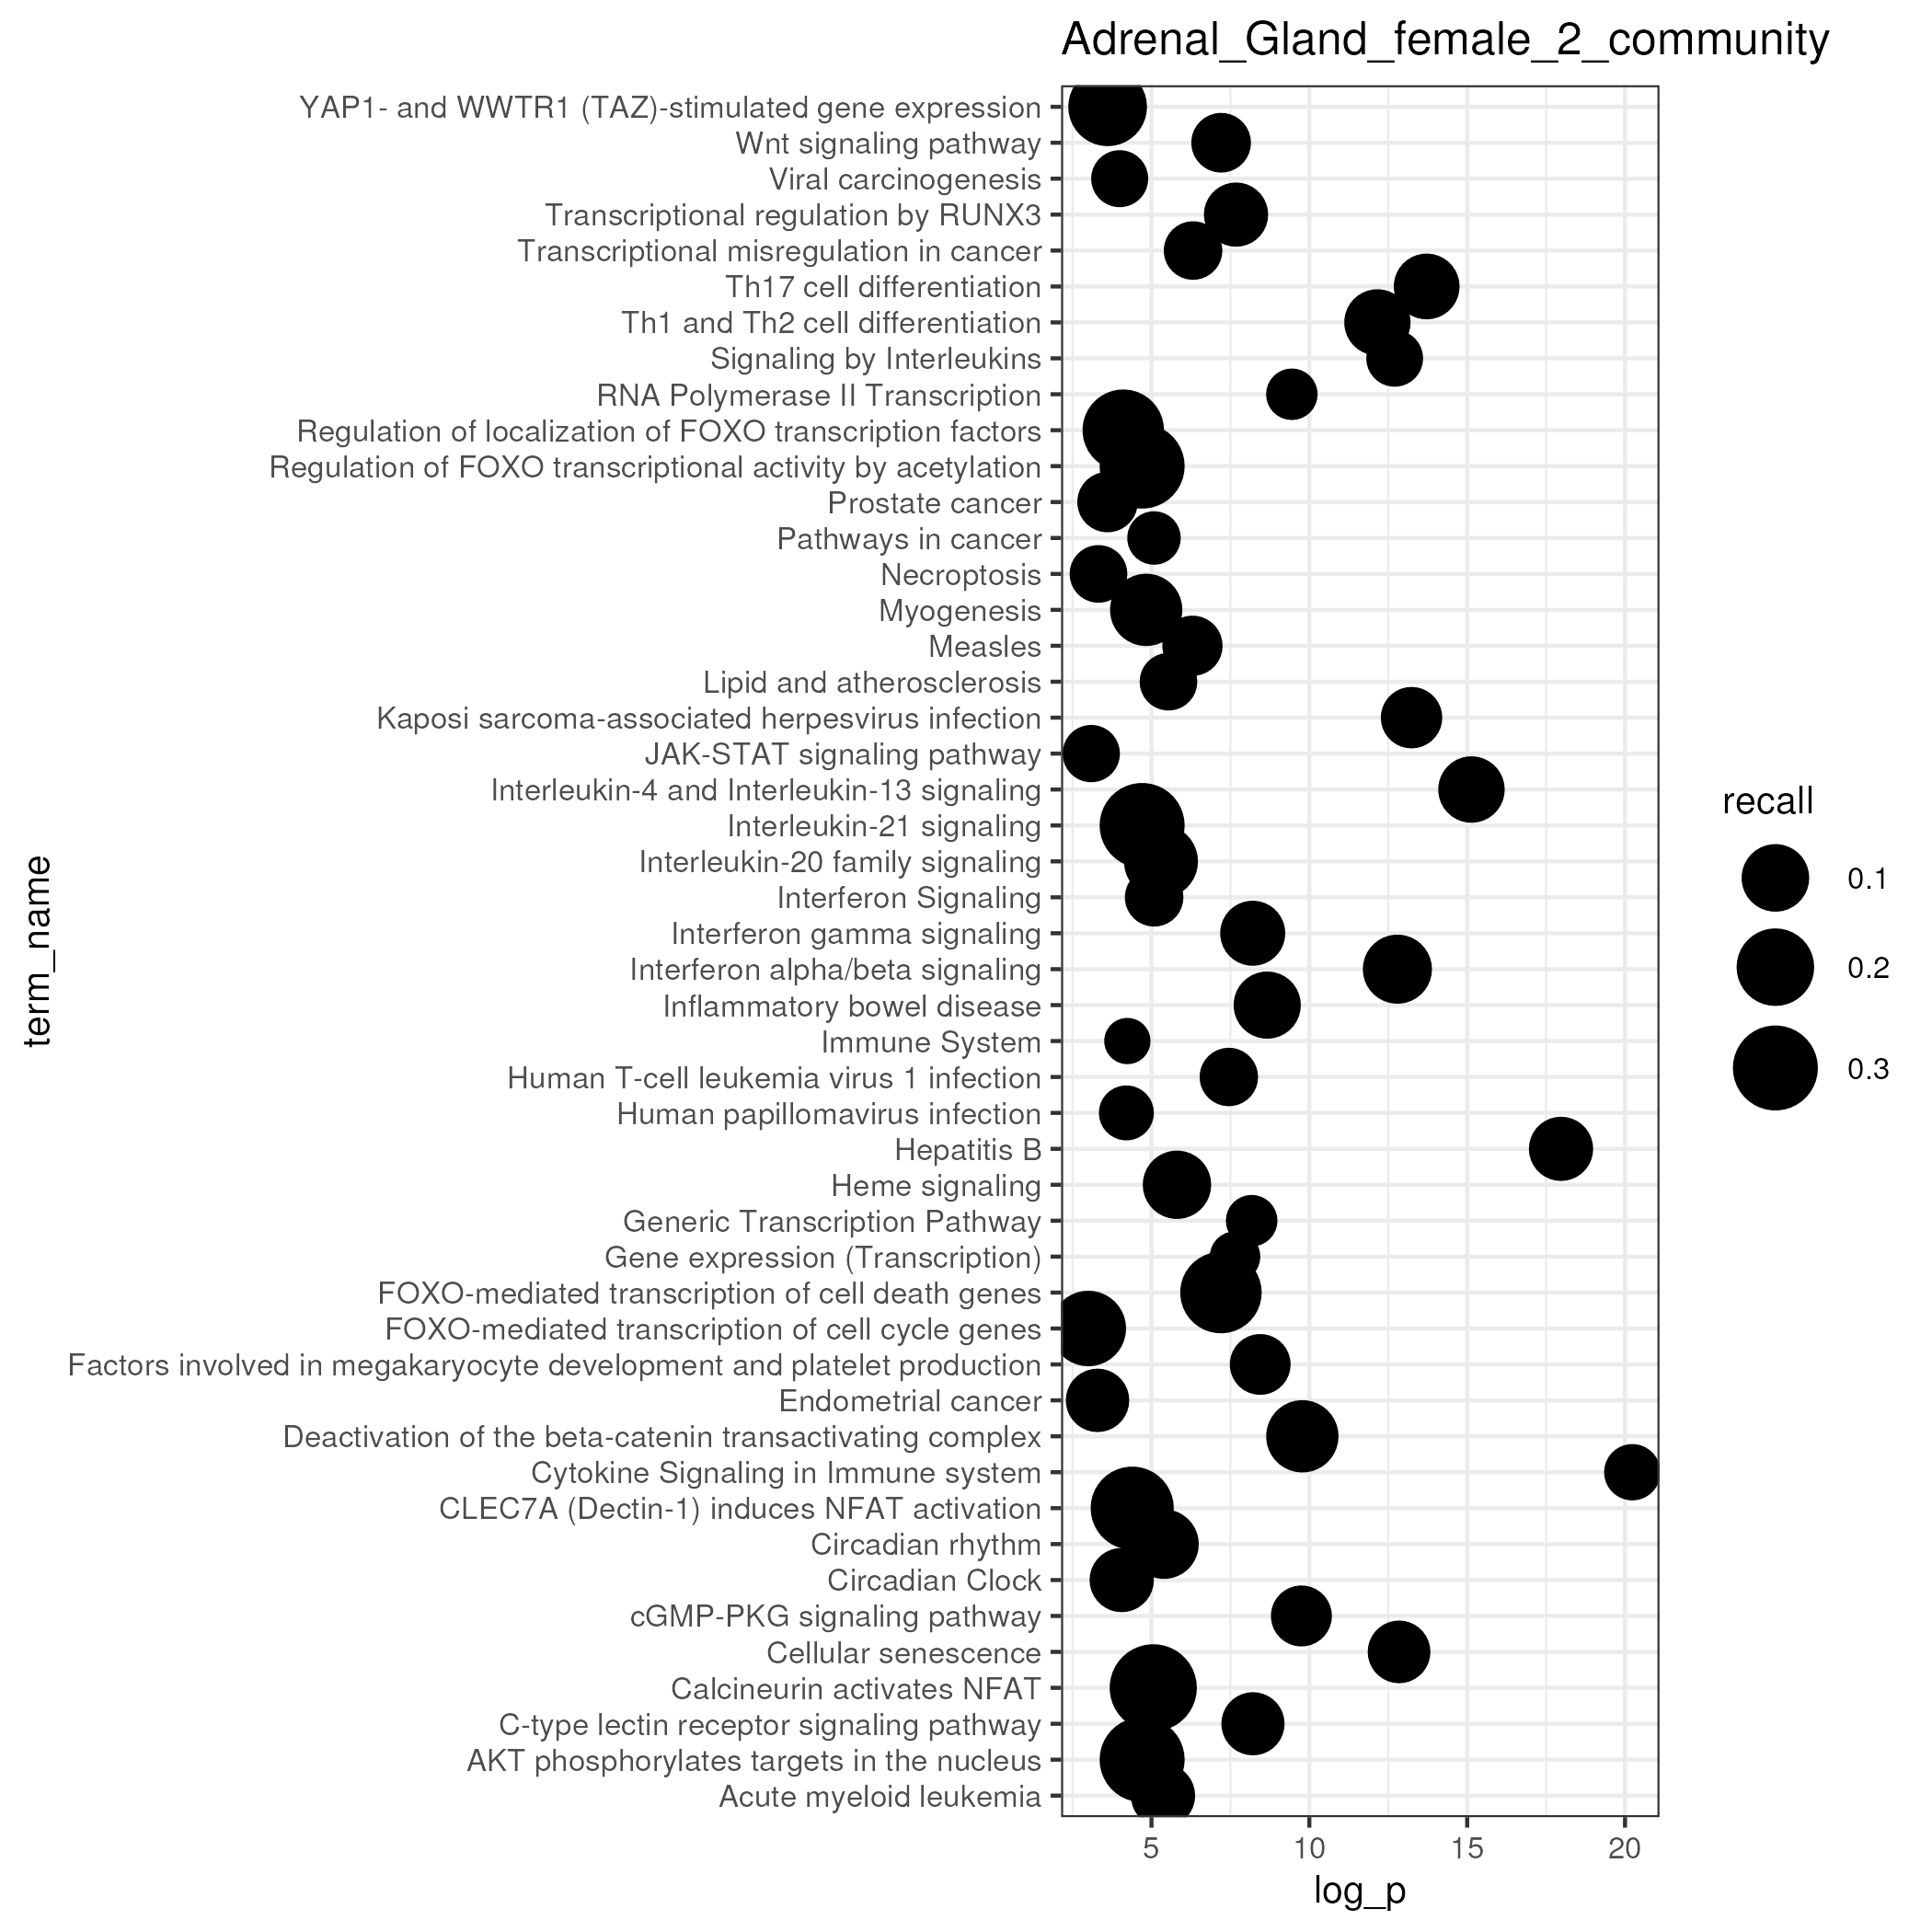 Adrenal_Gland_female_2_community
YAP1- and WWTR1 (TAZ)-stimulated gene expression
Wnt signaling pathway
Viral carcinogenesis
Transcriptional regulation by RUNX3
Transcriptional misregulation in cancer
Th17 cell differentiation
Th1 and Th2 cell differentiation
Signaling by Interleukins
RNA Polymerase II Transcription
Regulation of localization of FOXO transcription factors
Regulation of FOXO transcriptional activity by acetylation
Prostate cancer
Pathways in cancer
Necroptosis
Myogenesis
Measles
Lipid and atherosclerosis
Kaposi sarcoma-associated herpesvirus infection
JAK-STAT signaling pathway
Interleukin-4 and Interleukin-13 signaling
Interleukin-21 signaling
Interleukin-20 family signaling
Interferon Signaling
Interferon gamma signaling
Interferon alpha/beta signaling
Inflammatory bowel disease
Immune System
Human T-cell leukemia virus 1 infection
Human papillomavirus infection
Hepatitis B
Heme signaling
Generic Transcription Pathway
Gene expression (Transcription)
FOXO-mediated transcription of cell death genes
FOXO-mediated transcription of cell cycle genes
Factors involved in megakaryocyte development and platelet production
Endometrial cancer
Deactivation of the beta-catenin transactivating complex
Cytokine Signaling in Immune system
CLEC7A (Dectin-1) induces NFAT activation
Circadian rhythm
Circadian Clock
cGMP-PKG signaling pathway
Cellular senescence
Calcineurin activates NFAT
C-type lectin receptor signaling pathway
AKT phosphorylates targets in the nucleus
Acute myeloid leukemia
term_name
5 10 15 20
log_p
recall
0.1
0.2
0.3